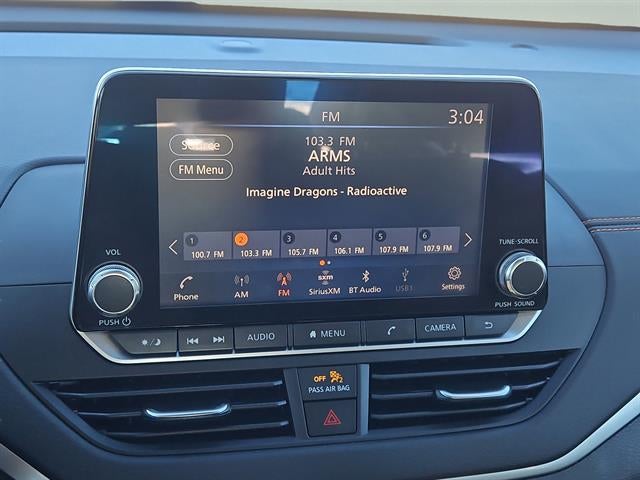 FM
3:04
Source
FM Menu
103.3 FM
ARMS
Adult Hits
Imagine Dragons - Radioactive
1 2 3 4 5 6
100.7 FM 103.3 FM 105.7 FM 106.1 FM 107.9 FM 107.9 FM
Phone AM FM SiriusXM BT Audio USB1 Settings
sxm
VOL
PUSH
TUNE·SCROLL
PUSH SOUND
AUDIO MENU CAMERA
OFF 2
PASS AIR BAG